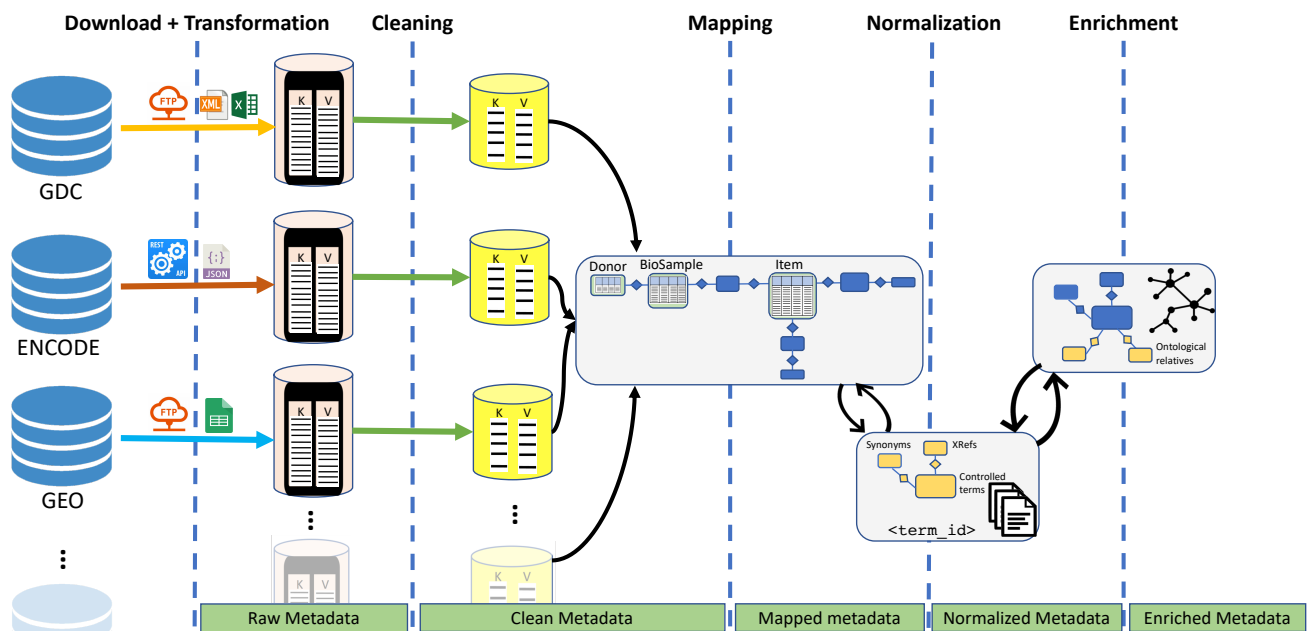 Download + Transformation
Cleaning
Mapping
Normalization
Enrichment
FTP
XML
X
K V
K V
GDC
REST
API
{:}
JSON
K V
K V
ENCODE
Donor
BioSample
Item
Ontological
relatives
FTP
K V
K V
GEO
Synonyms
XRefs
Controlled
terms
<term_id>
K V
K V
Raw Metadata
Clean Metadata
Mapped metadata
Normalized Metadata
Enriched Metadata